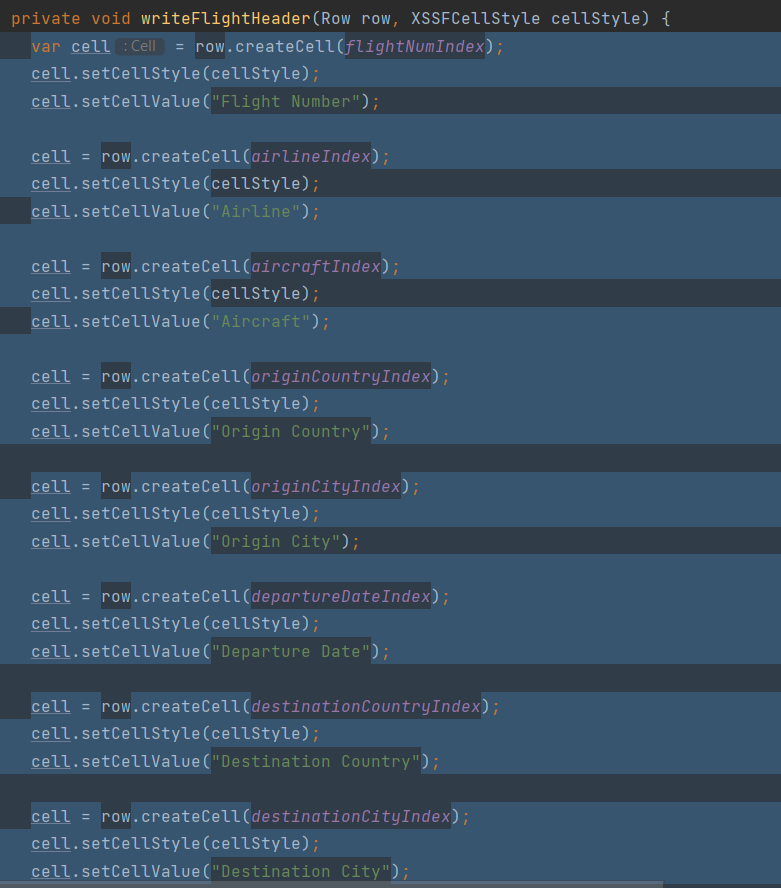 private void writeFlightHeader(Row row, XSSFCellStyle cellStyle) {
var cell : Cell = row.createCell(flightNumIndex);
cell.setCellStyle(cellStyle);
cell.setCellValue("Flight Number");
cell = row.createCell(airlineIndex);
cell.setCellStyle(cellStyle);
cell.setCellValue("Airline");
cell = row.createCell(aircraftIndex);
cell.setCellStyle(cellStyle);
cell.setCellValue("Aircraft");
cell = row.createCell(originCountryIndex);
cell.setCellStyle(cellStyle);
cell.setCellValue("Origin Country");
cell = row.createCell(originCityIndex);
cell.setCellStyle(cellStyle);
cell.setCellValue("Origin City");
cell = row.createCell(departureDateIndex);
cell.setCellStyle(cellStyle);
cell.setCellValue("Departure Date");
cell = row.createCell(destinationCountryIndex);
cell.setCellStyle(cellStyle);
cell.setCellValue("Destination Country");
cell = row.createCell(destinationCityIndex);
cell.setCellStyle(cellStyle);
cell.setCellValue("Destination City");